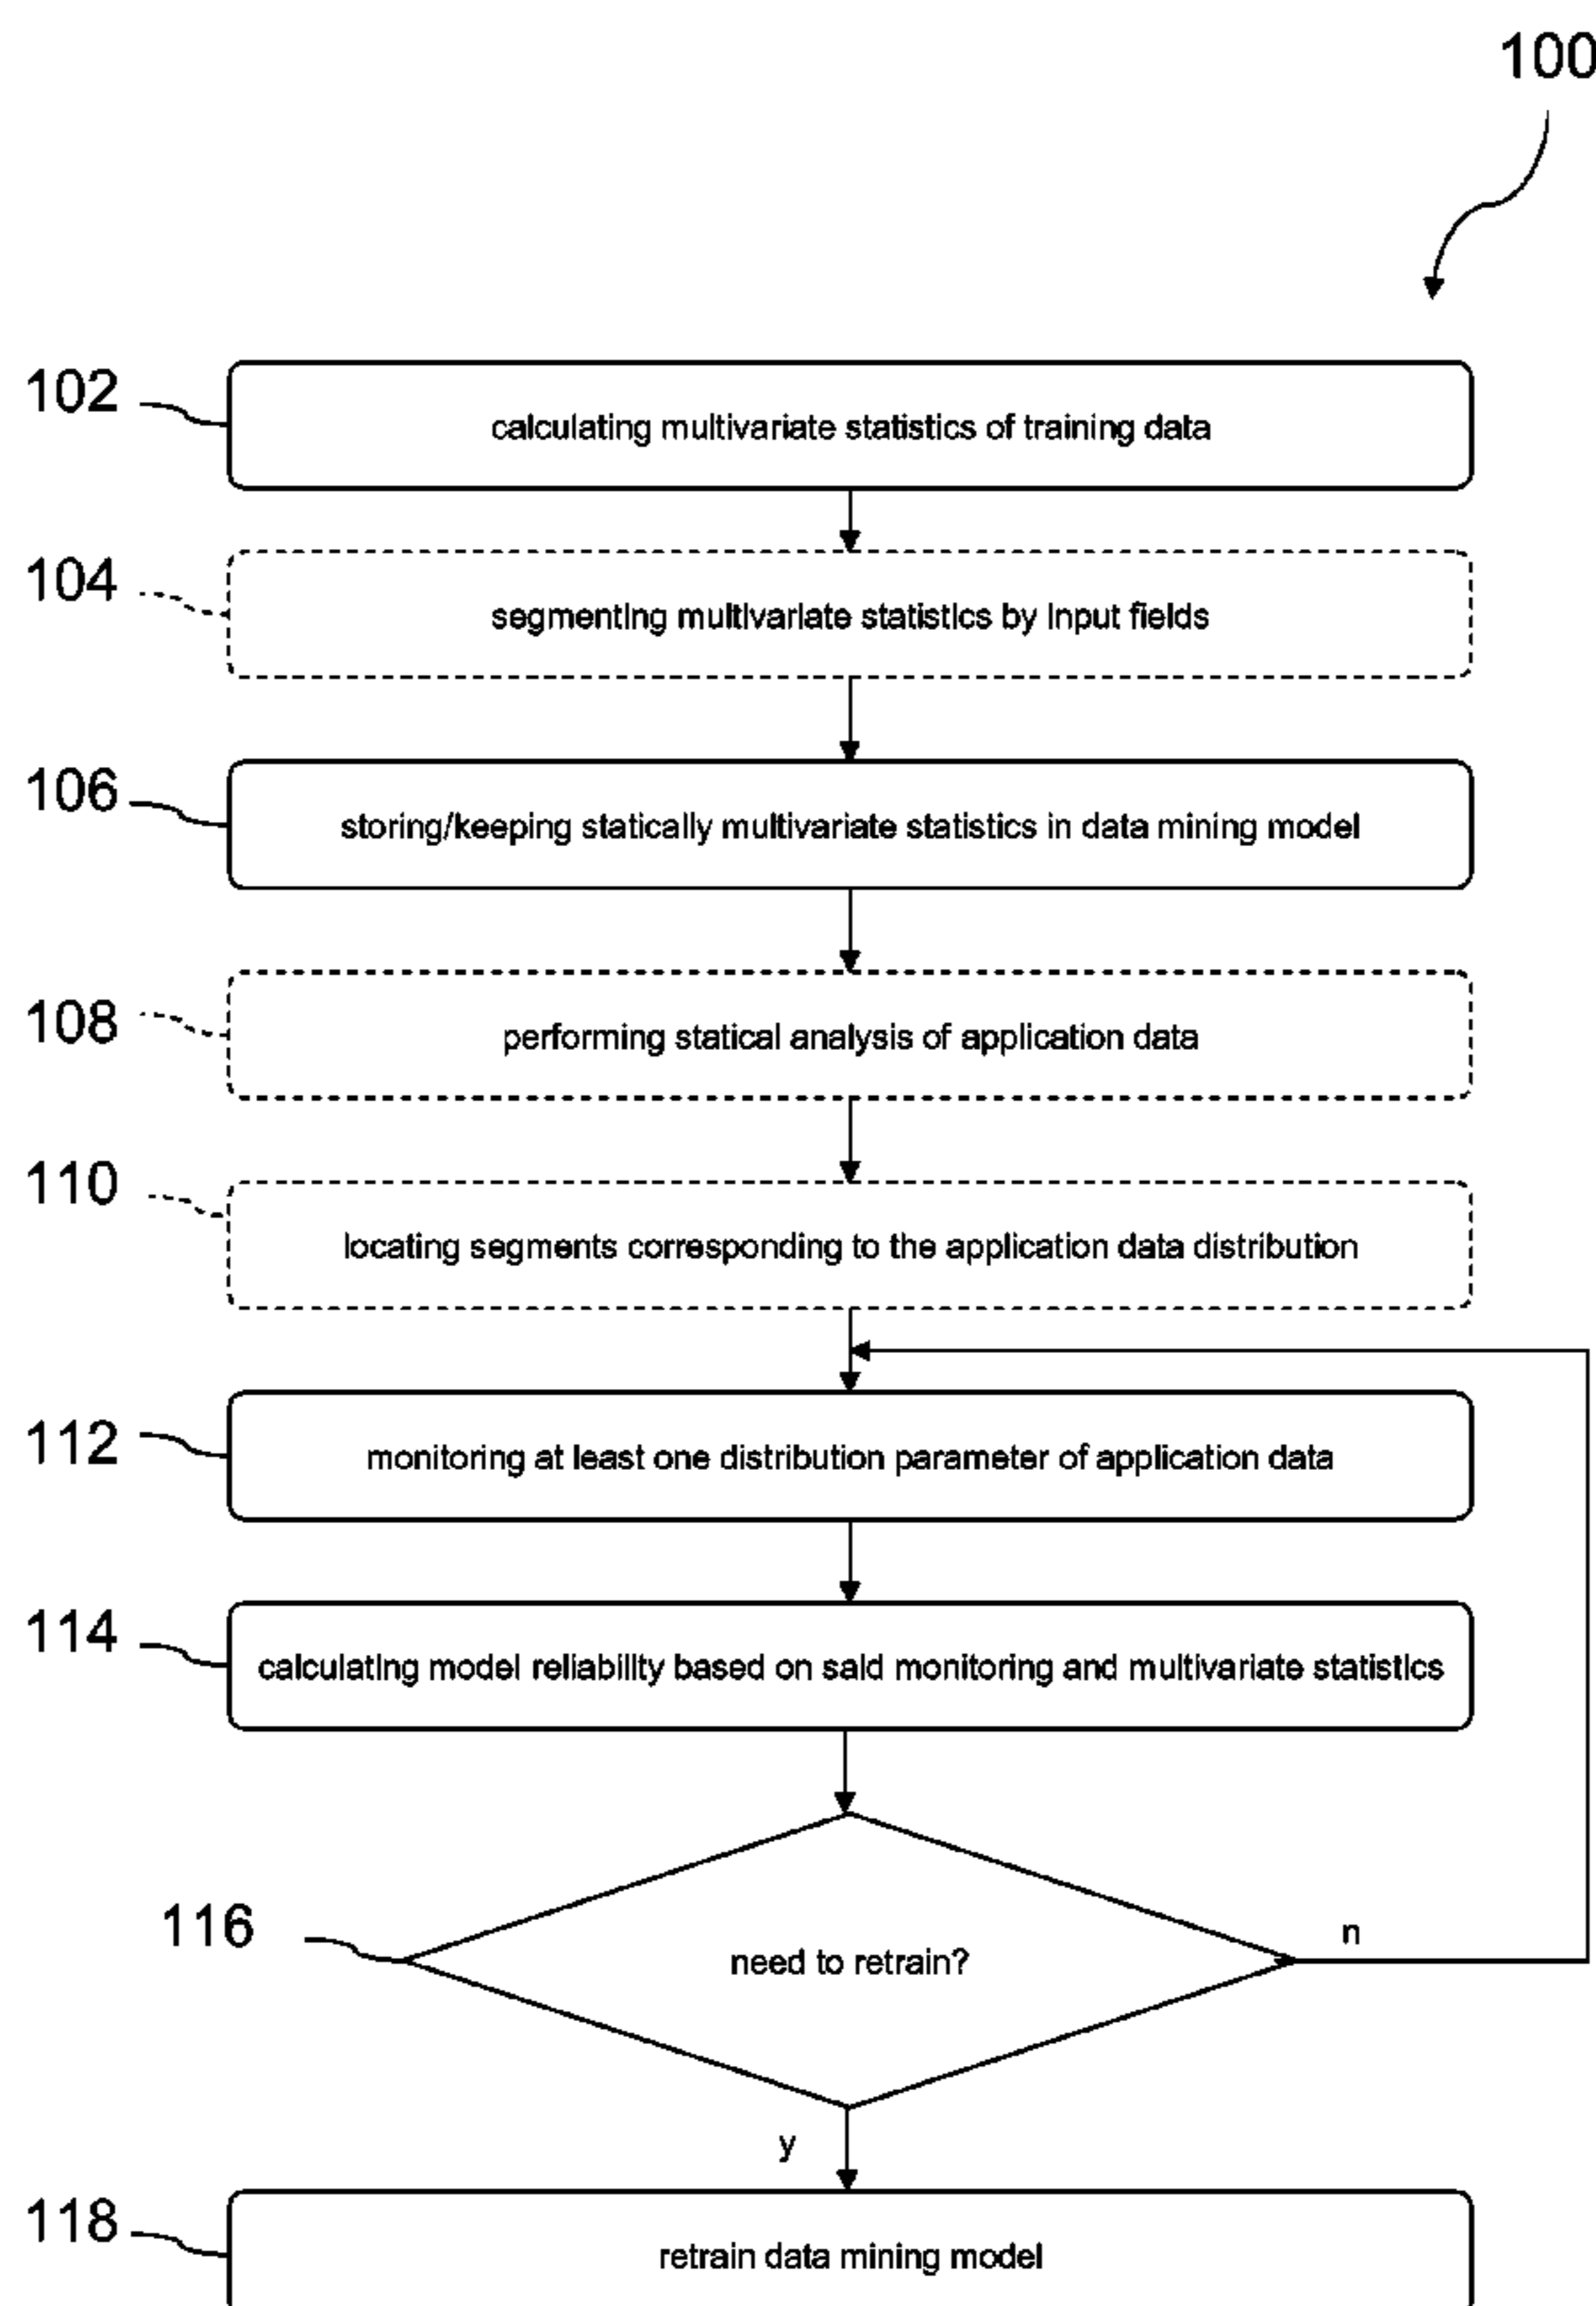 100
102
calculating multivariate statistics of training data
104
segmenting multivariate statistics by input fields
106
storing/keeping statically multivariate statistics in data mining model
108
performing statical analysis of application data
110
locating segments corresponding to the application data distribution
112
monitoring at least one distribution parameter of application data
114
calculating model reliability based on said monitoring and multivariate statistics
116
need to retrain?
n
y
118
retrain data mining model